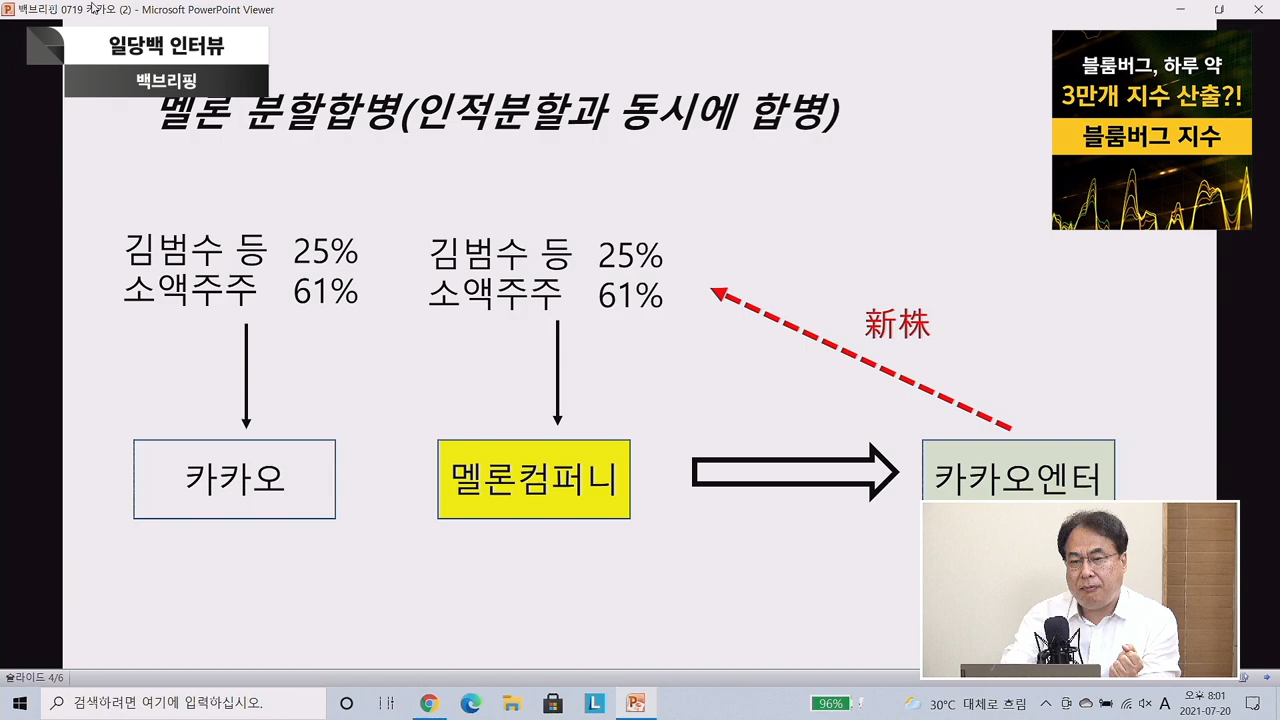 백브리핑 0719 카카오 (2) - Microsoft PowerPoint Viewer
일당백 인터뷰
백브리핑
멜론 분할합병(인적분할과 동시에 합병)
블룸버그, 하루 약
3만개 지수 산출?!
블룸버그 지수
김범수 등 25%
소액주주 61%
김범수 등 25%
소액주주 61%
新株
카카오
멜론컴퍼니
카카오엔터
슬라이드 4/6
검색하려면 여기에 입력하십시오.
L
96%
30°C 대체로 흐림
A
오후 8:01
2021-07-20